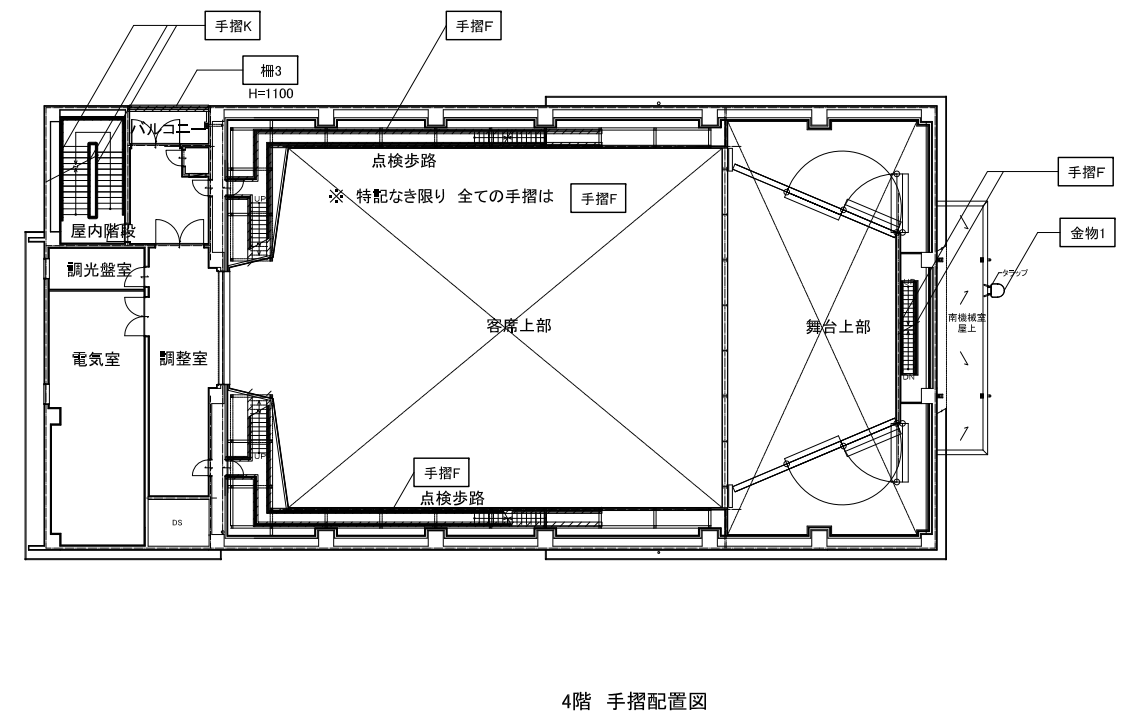 手摺K
手摺F
柵3
H=1100
バルコニー
点検歩路
※ 特記なき限り 全ての手摺は
手摺F
手摺F
UP
屋内階段
金物1
調光盤室
タラップ
南機械室
屋上
客席上部
舞台上部
電気室
調整室
DN
UP
手摺F
点検歩路
DS
4階 手摺配置図